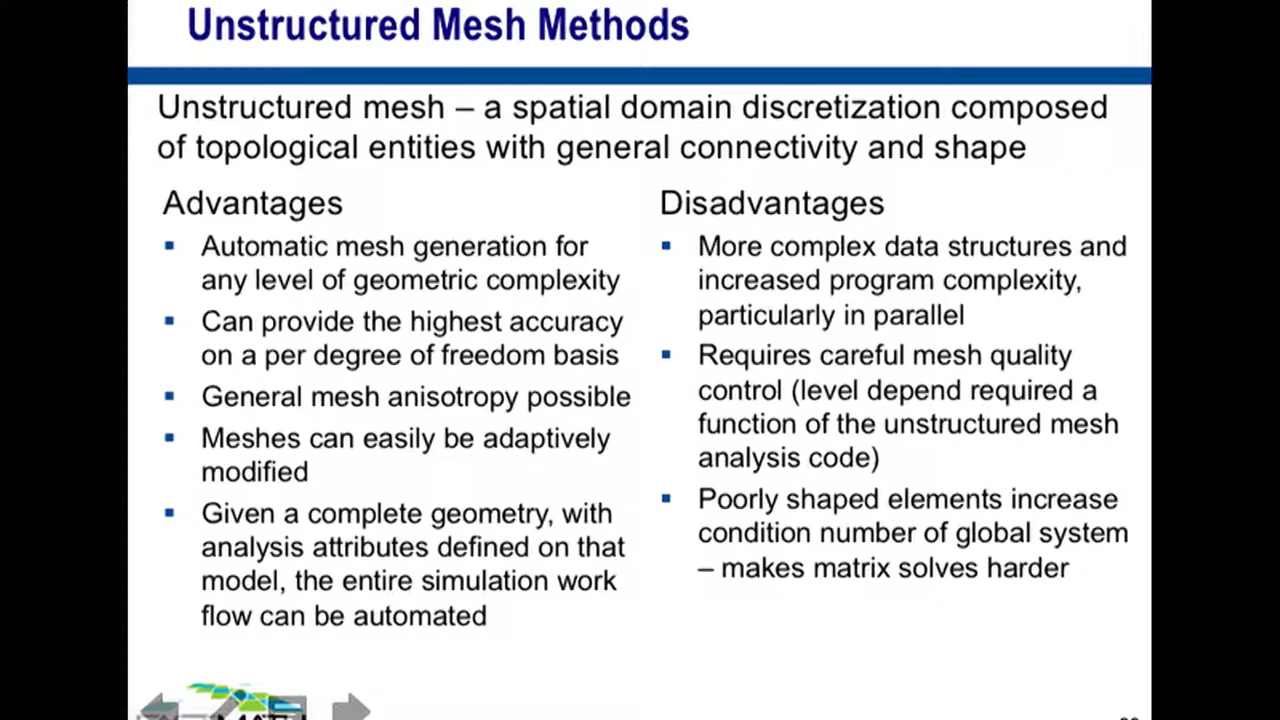 Unstructured Mesh Methods
Unstructured mesh – a spatial domain discretization composed
of topological entities with general connectivity and shape
Advantages
▪ Automatic mesh generation for
any level of geometric complexity
▪ Can provide the highest accuracy
on a per degree of freedom basis
▪ General mesh anisotropy possible
▪ Meshes can easily be adaptively
modified
▪ Given a complete geometry, with
analysis attributes defined on that
model, the entire simulation work
flow can be automated
Disadvantages
▪ More complex data structures and
increased program complexity,
particularly in parallel
▪ Requires careful mesh quality
control (level depend required a
function of the unstructured mesh
analysis code)
▪ Poorly shaped elements increase
condition number of global system
– makes matrix solves harder